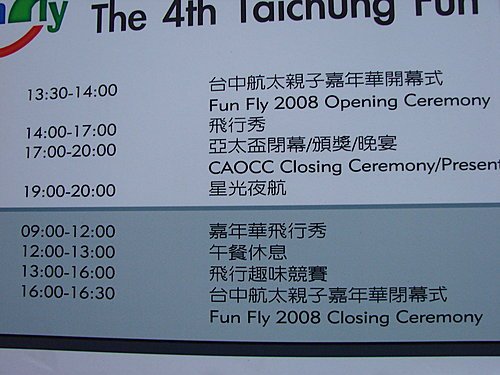 Fly The 4th Taichung Fun
13:30-14:00 台中航太親子嘉年華開幕式
Fun Fly 2008 Opening Ceremony
14:00-17:00 飛行秀
17:00-20:00 亞太盃閉幕/頒獎/晚宴
CAOCC Closing Ceremony/Present
19:00-20:00 星光夜航
09:00-12:00 嘉年華飛行秀
12:00-13:00 午餐休息
13:00-16:00 飛行趣味競賽
16:00-16:30 台中航太親子嘉年華閉幕式
Fun Fly 2008 Closing Ceremony